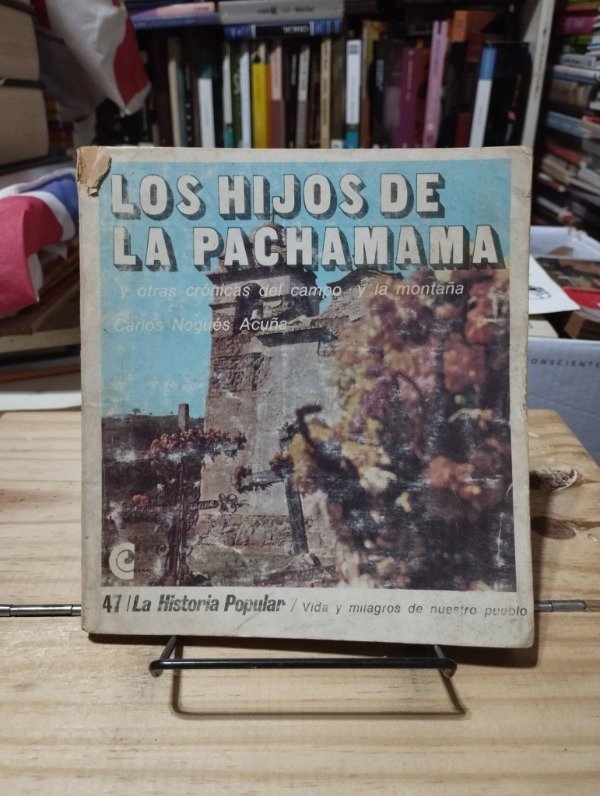 LOS HIJOS DE
LA PACHAMAMA
y otras crónicas del campo y la montaña
Carlos Nogués Acuña
47 / La Historia Popular / Vida y milagros de nuestro pueblo